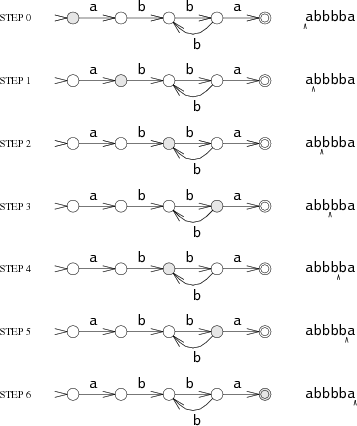 STEP 0 a b b a abbbba
b
STEP 1 a b b a abbbba
b
STEP 2 a b b a abbbba
b
STEP 3 a b b a abbbba
b
STEP 4 a b b a abbbba
b
STEP 5 a b b a abbbba
b
STEP 6 a b b a abbbba
b